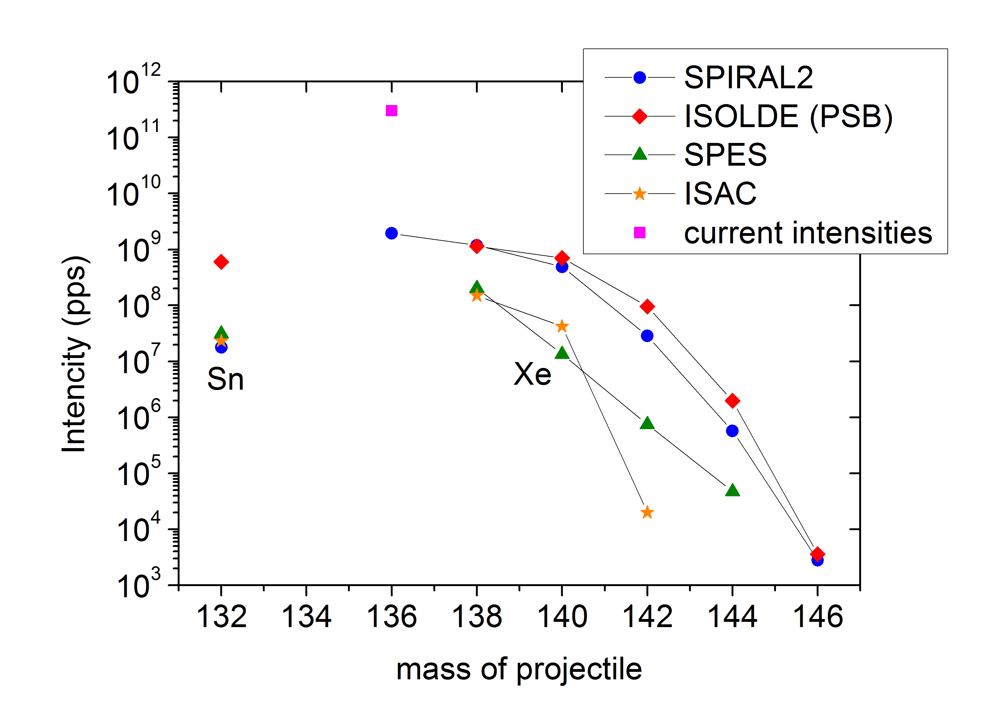 SPIRAL2
ISOLDE (PSB)
SPES
ISAC
current intensities
10^12
10^11
10^10
10^9
10^8
10^7
10^6
10^5
10^4
10^3
Intencity (pps)
Sn
Xe
132 134 136 138 140 142 144 146
mass of projectile